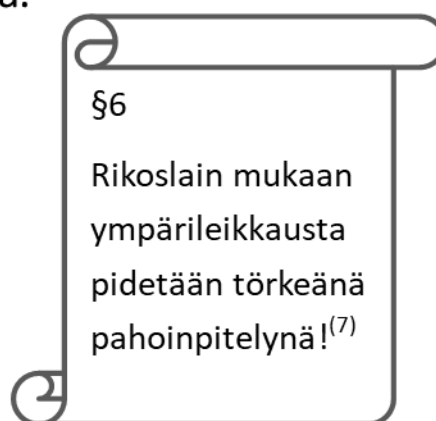 §6
Rikoslain mukaan
ympärileikkausta
pidetään törkeänä
pahoinpitelynä!(7)